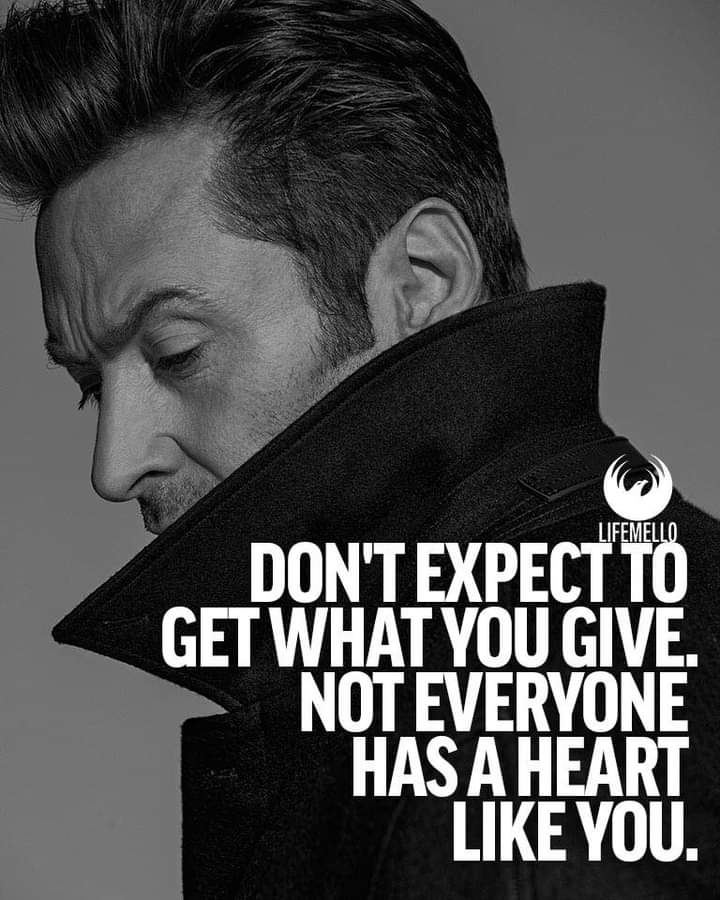 LIFEMELLO
DON'T EXPECT TO
GET WHAT YOU GIVE.
NOT EVERYONE
HAS A HEART
LIKE YOU.